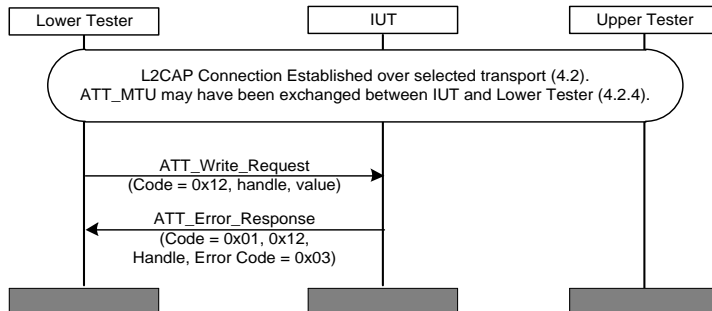 Lower Tester
IUT
Upper Tester
L2CAP Connection Established over selected transport (4.2).
ATT_MTU may have been exchanged between IUT and Lower Tester (4.2.4).
ATT_Write_Request
(Code = 0x12, handle, value)
ATT_Error_Response
(Code = 0x01, 0x12,
Handle, Error Code = 0x03)